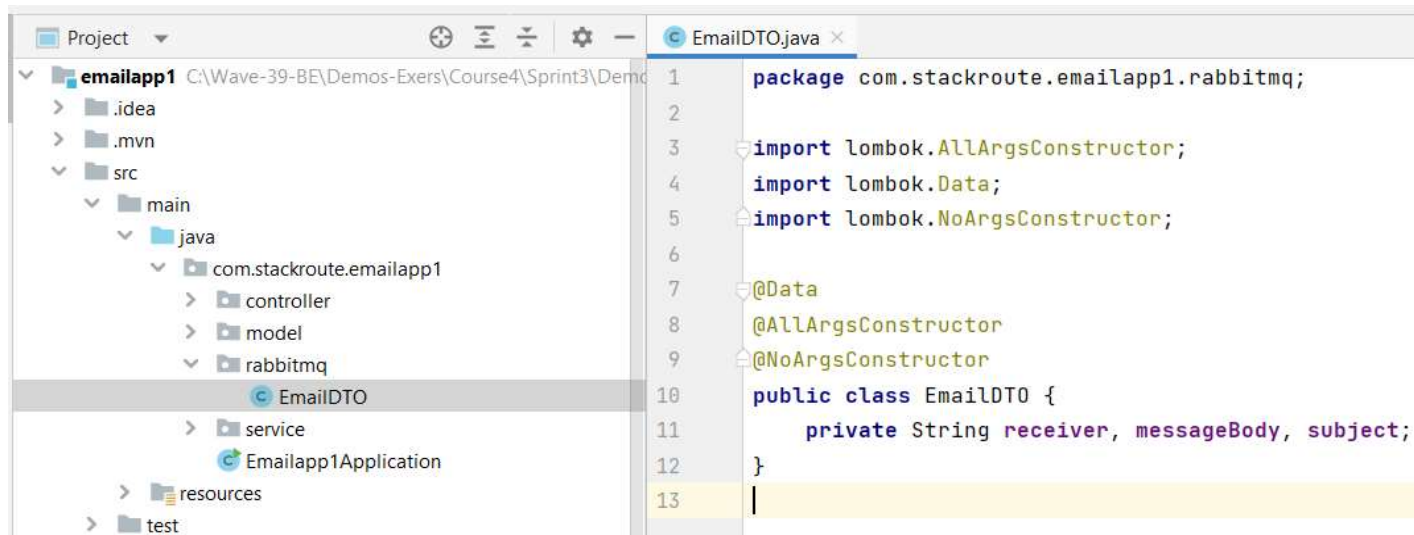 Project
emailapp1 C:\Wave-39-BE\Demos-Exers\Course4\Sprint3\Demo
.idea
.mvn
src
main
java
com.stackroute.emailapp1
controller
model
rabbitmq
EmailDTO
service
Emailapp1Application
resources
test
EmailDTO.java
1 package com.stackroute.emailapp1.rabbitmq;
2
3 import lombok.AllArgsConstructor;
4 import lombok.Data;
5 import lombok.NoArgsConstructor;
6
7 @Data
8 @AllArgsConstructor
9 @NoArgsConstructor
10 public class EmailDTO {
11 private String receiver, messageBody, subject;
12 }
13